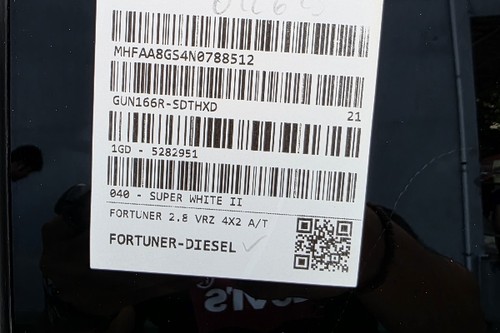 MHFAA8GS4N0788512
GUN166R-SDTHXD 21
1GD - 5282951
040 - SUPER WHITE II
FORTUNER 2.8 VRZ 4X2 A/T
FORTUNER-DIESEL